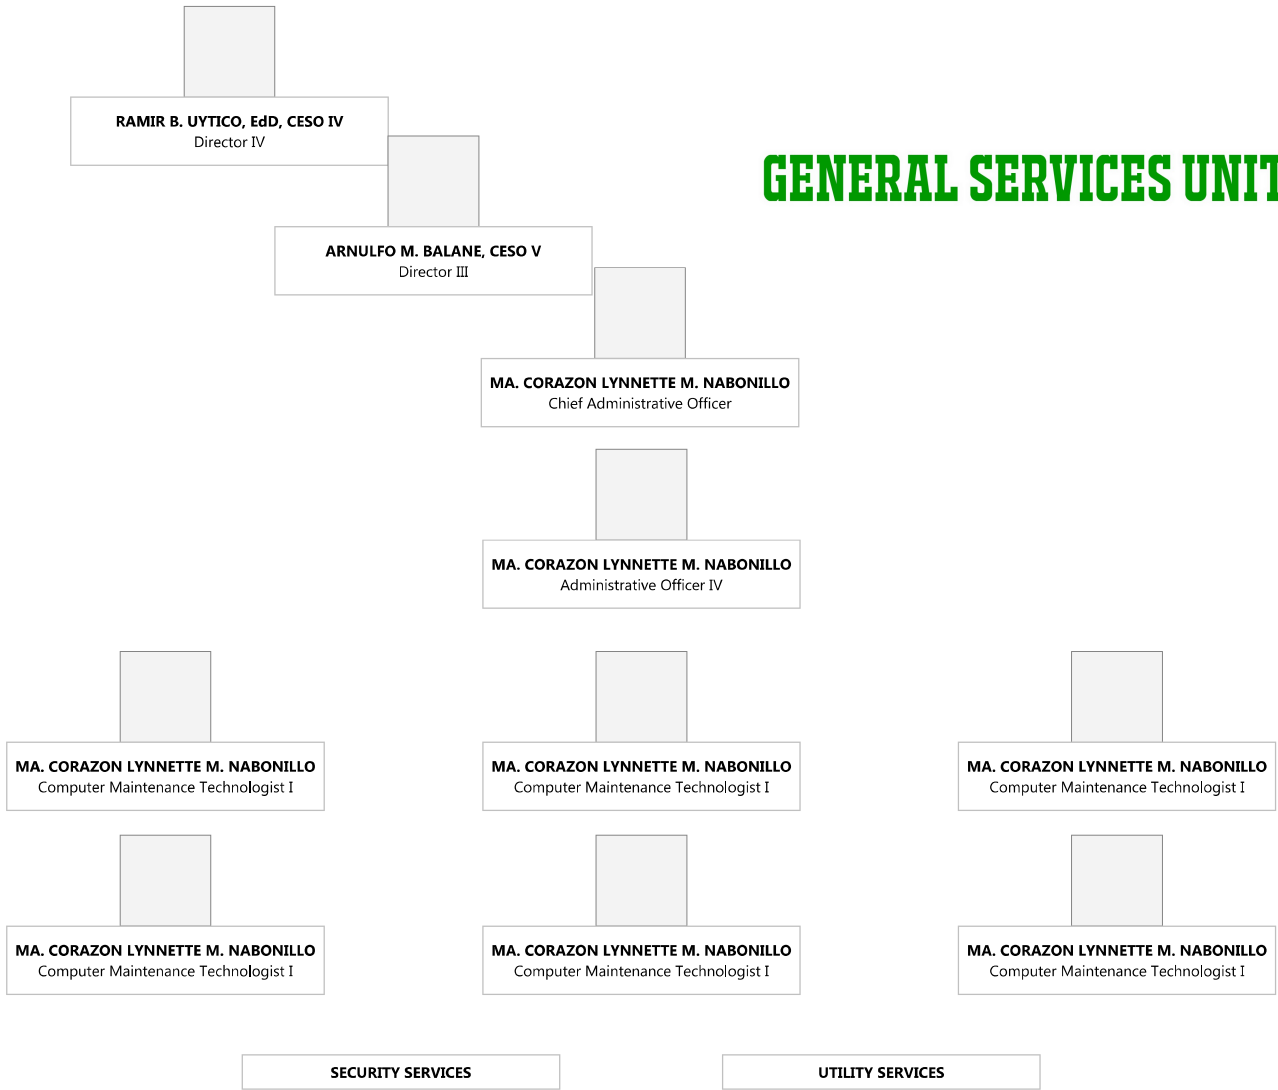 RAMIR B. UYTICO, EdD, CESO IV
Director IV
GENERAL SERVICES UNIT
ARNULFO M. BALANE, CESO V
Director III
MA. CORAZON LYNNETTE M. NABONILLO
Chief Administrative Officer
MA. CORAZON LYNNETTE M. NABONILLO
Administrative Officer IV
MA. CORAZON LYNNETTE M. NABONILLO
Computer Maintenance Technologist I
MA. CORAZON LYNNETTE M. NABONILLO
Computer Maintenance Technologist I
MA. CORAZON LYNNETTE M. NABONILLO
Computer Maintenance Technologist I
MA. CORAZON LYNNETTE M. NABONILLO
Computer Maintenance Technologist I
MA. CORAZON LYNNETTE M. NABONILLO
Computer Maintenance Technologist I
MA. CORAZON LYNNETTE M. NABONILLO
Computer Maintenance Technologist I
SECURITY SERVICES
UTILITY SERVICES